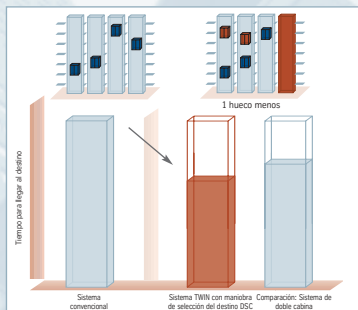 1 hueco menos
Tiempo para llegar al destino
Sistema
convencional
Sistema TWIN con maniobra
de selección del destino DSC
Comparación: Sistema de
doble cabina